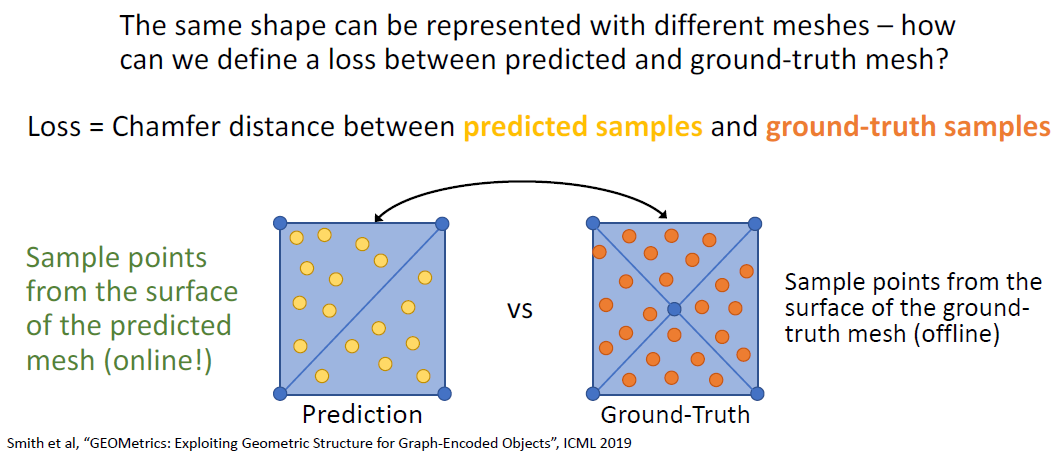 The same shape can be represented with different meshes – how
can we define a loss between predicted and ground-truth mesh?
Loss = Chamfer distance between predicted samples and ground-truth samples
Sample points
from the surface
of the predicted
mesh (online!)
vs
Sample points from the
surface of the ground-
truth mesh (offline)
Prediction
Ground-Truth
Smith et al, “GEOMetrics: Exploiting Geometric Structure for Graph-Encoded Objects”, ICML 2019